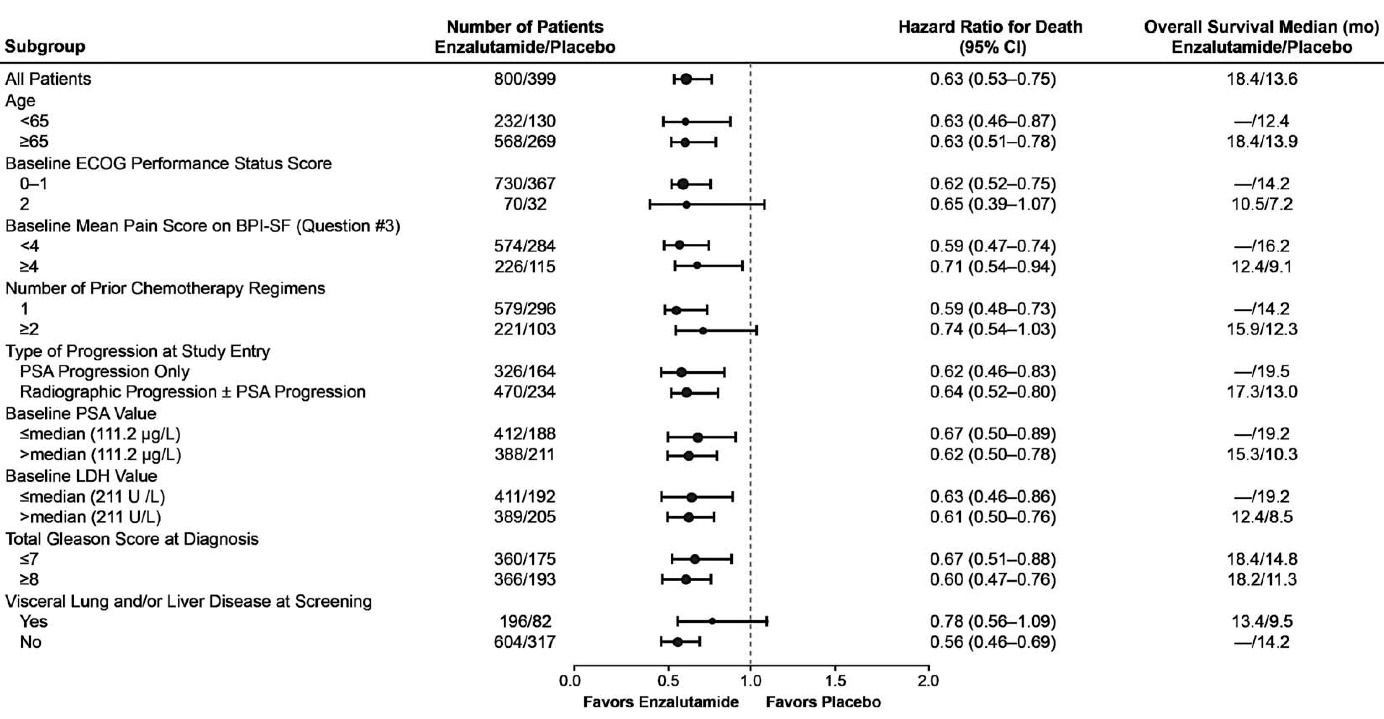 Number of Patients Hazard Ratio for Death Overall Survival Median (mo)
Subgroup Enzalutamide/Placebo (95% CI) Enzalutamide/Placebo
All Patients 800/399 0.63 (0.53–0.75) 18.4/13.6
Age
<65 232/130 0.63 (0.46–0.87) —/12.4
≥65 568/269 0.63 (0.51–0.78) 18.4/13.9
Baseline ECOG Performance Status Score
0–1 730/367 0.62 (0.52–0.75) —/14.2
2 70/32 0.65 (0.39–1.07) 10.5/7.2
Baseline Mean Pain Score on BPI-SF (Question #3)
<4 574/284 0.59 (0.47–0.74) —/16.2
≥4 226/115 0.71 (0.54–0.94) 12.4/9.1
Number of Prior Chemotherapy Regimens
1 579/296 0.59 (0.48–0.73) —/14.2
≥2 221/103 0.74 (0.54–1.03) 15.9/12.3
Type of Progression at Study Entry
PSA Progression Only 326/164 0.62 (0.46–0.83) —/19.5
Radiographic Progression ± PSA Progression 470/234 0.64 (0.52–0.80) 17.3/13.0
Baseline PSA Value
≤median (111.2 µg/L) 412/188 0.67 (0.50–0.89) —/19.2
>median (111.2 µg/L) 388/211 0.62 (0.50–0.78) 15.3/10.3
Baseline LDH Value
≤median (211 U /L) 411/192 0.63 (0.46–0.86) —/19.2
>median (211 U/L) 389/205 0.61 (0.50–0.76) 12.4/8.5
Total Gleason Score at Diagnosis
≤7 360/175 0.67 (0.51–0.88) 18.4/14.8
≥8 366/193 0.60 (0.47–0.76) 18.2/11.3
Visceral Lung and/or Liver Disease at Screening
Yes 196/82 0.78 (0.56–1.09) 13.4/9.5
No 604/317 0.56 (0.46–0.69) —/14.2
0.0 0.5 1.0 1.5 2.0
Favors Enzalutamide Favors Placebo